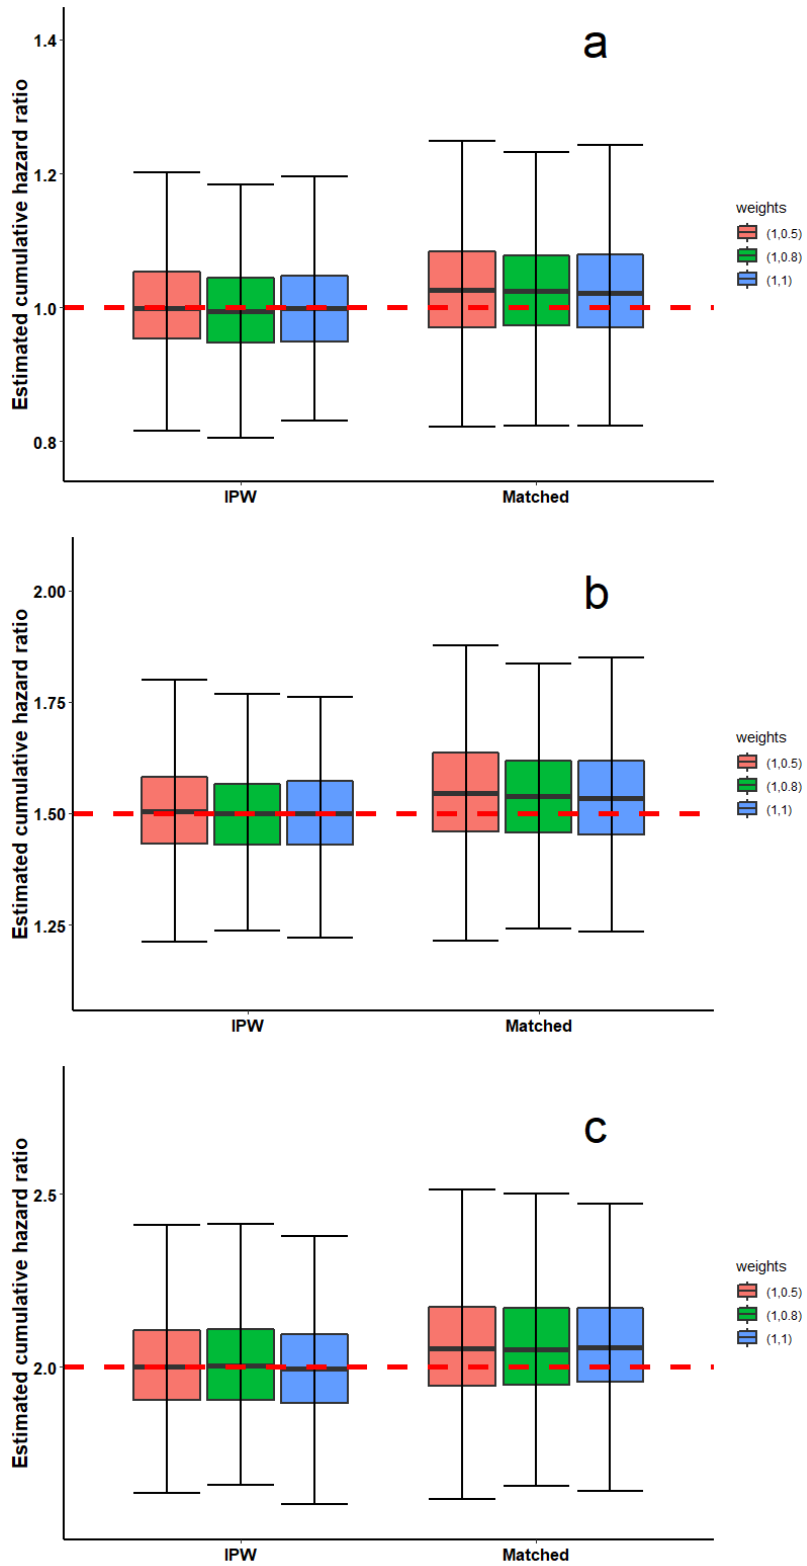 a
Estimated cumulative hazard ratio
1.4
1.2
1.0
0.8
IPW
Matched
weights
(1,0.5)
(1,0.8)
(1,1)
b
Estimated cumulative hazard ratio
2.00
1.75
1.50
1.25
IPW
Matched
weights
(1,0.5)
(1,0.8)
(1,1)
c
Estimated cumulative hazard ratio
2.5
2.0
IPW
Matched
weights
(1,0.5)
(1,0.8)
(1,1)